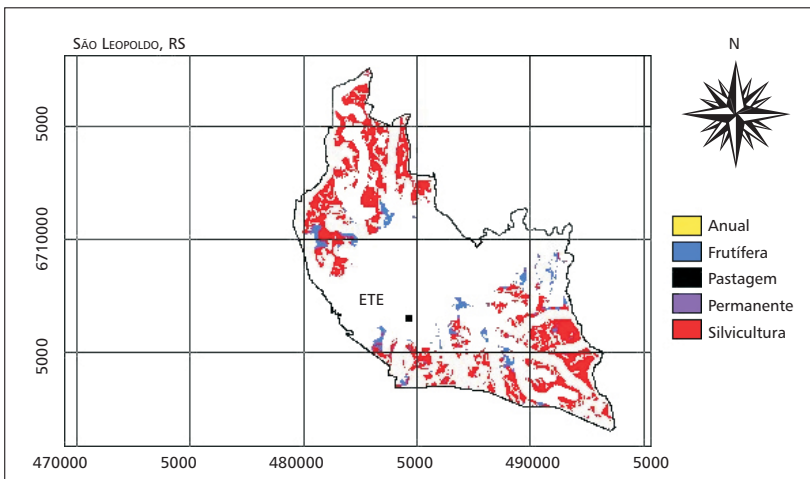 SÃO LEOPOLDO, RS
N
5000
6710000
5000
ETE
Anual
Frutífera
Pastagem
Permanente
Silvicultura
470000 5000 480000 5000 490000 5000